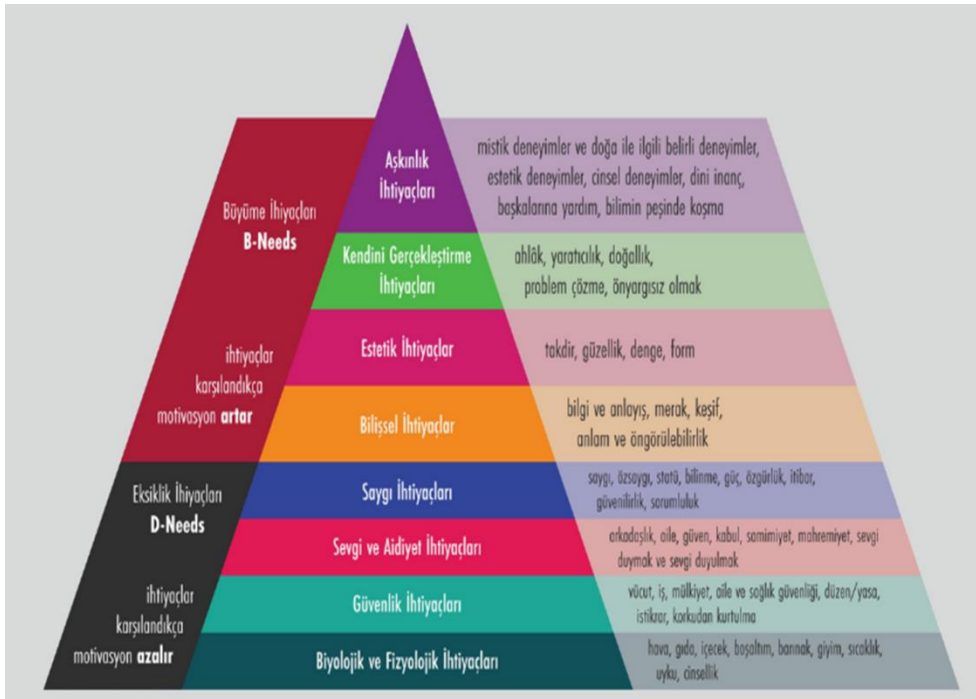 Aşkınlık
İhtiyaçları
mistik deneyimler ve doğa ile ilgili belirli deneyimler,
estetik deneyimler, cinsel deneyimler, dini inanç,
başkalarına yardım, bilimin peşinde koşma
Büyüme İhiyaçları
B-Needs
Kendini Gerçekleştirme
İhtiyaçları
ahlâk, yaratıcılık, doğallık,
problem çözme, önyargısız olmak
ihtiyaçlar
karşılandıkça
motivasyon artar
Estetik İhtiyaçlar
takdir, güzellik, denge, form
Bilişsel İhtiyaçlar
bilgi ve anlayış, merak, keşif,
anlam ve öngörülebilirlik
Eksiklik İhiyaçları
D-Needs
Saygı İhtiyaçları
saygı, özsaygı, statü, bilinme, güç, özgürlük, itibar,
güvenilirlik, sorumluluk
Sevgi ve Aidiyet İhtiyaçları
arkadaşlık, aile, güven, kabul, samimiyet, mahremiyet, sevgi
duymak ve sevgi duyulmak
ihtiyaçlar
karşılandıkça
motivasyon azalır
Güvenlik İhtiyaçları
vücut, iş, mülkiyet, aile ve sağlık güvenliği, düzen/yasa,
istikrar, korkudan kurtulma
Biyolojik ve Fizyolojik İhtiyaçları
hava, gıda, içecek, boşaltım, barınak, giyim, sıcaklık,
uyku, cinsellik